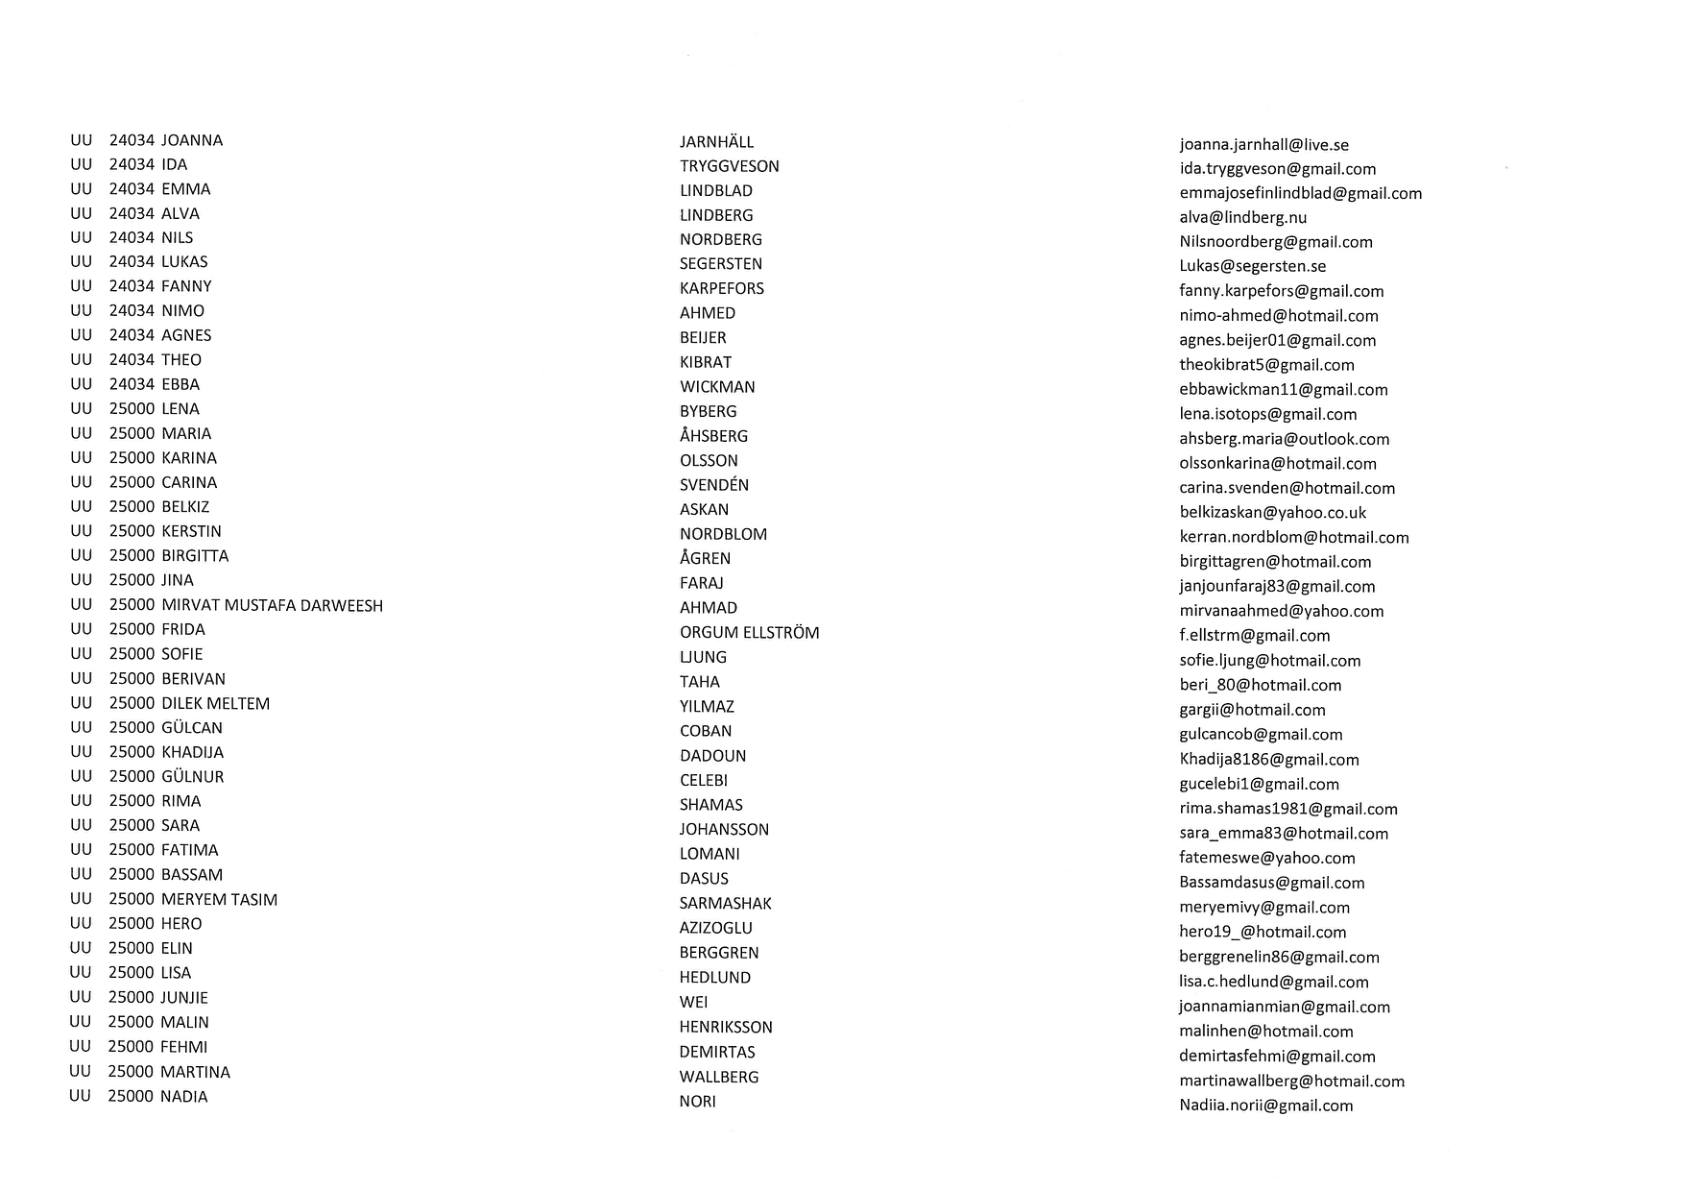 UU 24034 JOANNA JARNHÄLL joanna.jarnhall@live.se
UU 24034 IDA TRYGGVESON ida.tryggveson@gmail.com
UU 24034 EMMA LINDBLAD emmajosefinlindblad@gmail.com
UU 24034 ALVA LINDBERG alva@lindberg.nu
UU 24034 NILS NORDBERG Nilsnoordberg@gmail.com
UU 24034 LUKAS SEGERSTEN Lukas@segersten.se
UU 24034 FANNY KARPEFORS fanny.karpefors@gmail.com
UU 24034 NIMO AHMED nimo-ahmed@hotmail.com
UU 24034 AGNES BEIJER agnes.beijer01@gmail.com
UU 24034 THEO KIBRAT theokibrat5@gmail.com
UU 24034 EBBA WICKMAN ebbawickman11@gmail.com
UU 25000 LENA BYBERG lena.isotops@gmail.com
UU 25000 MARIA ÅHSBERG ahsberg.maria@outlook.com
UU 25000 KARINA OLSSON olssonkarina@hotmail.com
UU 25000 CARINA SVENDÉN carina.svenden@hotmail.com
UU 25000 BELKIZ ASKAN belkizaskan@yahoo.co.uk
UU 25000 KERSTIN NORDBLOM kerran.nordblom@hotmail.com
UU 25000 BIRGITTA ÅGREN birgittagren@hotmail.com
UU 25000 JINA FARAJ janjounfaraj83@gmail.com
UU 25000 MIRVAT MUSTAFA DARWEESH AHMAD mirvanaahmed@yahoo.com
UU 25000 FRIDA ORGUM ELLSTRÖM f.ellstrm@gmail.com
UU 25000 SOFIE LJUNG sofie.ljung@hotmail.com
UU 25000 BERIVAN TAHA beri_80@hotmail.com
UU 25000 DILEK MELTEM YILMAZ gargii@hotmail.com
UU 25000 GÜLCAN COBAN gulcancob@gmail.com
UU 25000 KHADIJA DADOUN Khadija8186@gmail.com
UU 25000 GÜLNUR CELEBI gucelebi1@gmail.com
UU 25000 RIMA SHAMAS rima.shamas1981@gmail.com
UU 25000 SARA JOHANSSON sara_emma83@hotmail.com
UU 25000 FATIMA LOMANI fatemeswe@yahoo.com
UU 25000 BASSAM DASUS Bassamdasus@gmail.com
UU 25000 MERYEM TASIM SARMASHAK meryemivy@gmail.com
UU 25000 HERO AZIZOGLU hero19_@hotmail.com
UU 25000 ELIN BERGGREN berggrenelin86@gmail.com
UU 25000 LISA HEDLUND lisa.c.hedlund@gmail.com
UU 25000 JUNJIE WEI joannamianmian@gmail.com
UU 25000 MALIN HENRIKSSON malinhen@hotmail.com
UU 25000 FEHMI DEMIRTAS demirtasfehmi@gmail.com
UU 25000 MARTINA WALLBERG martinawallberg@hotmail.com
UU 25000 NADIA NORI Nadiia.norii@gmail.com